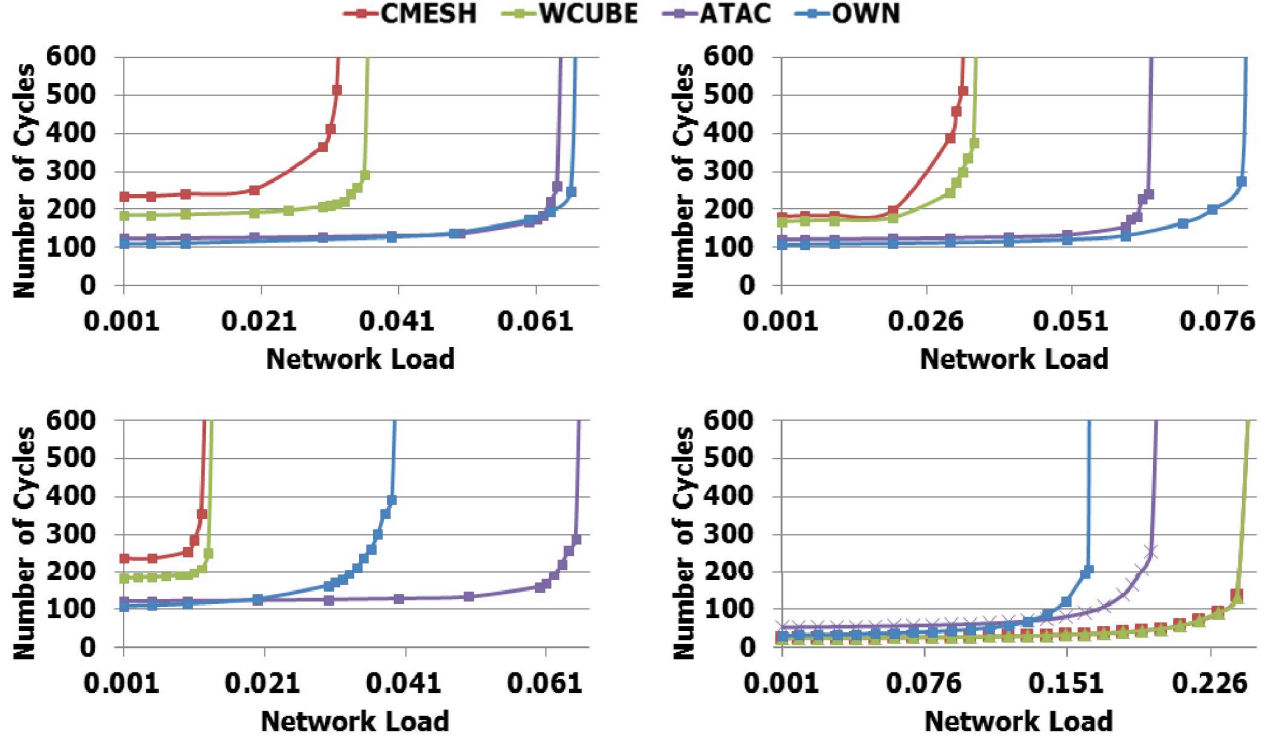 CMESH WCUBE ATAC OWN
Number of Cycles
600
500
400
300
200
100
0
0.001 0.021 0.041 0.061
Network Load
Number of Cycles
600
500
400
300
200
100
0
0.001 0.026 0.051 0.076
Network Load
Number of Cycles
600
500
400
300
200
100
0
0.001 0.021 0.041 0.061
Network Load
Number of Cycles
600
500
400
300
200
100
0
0.001 0.076 0.151 0.226
Network Load